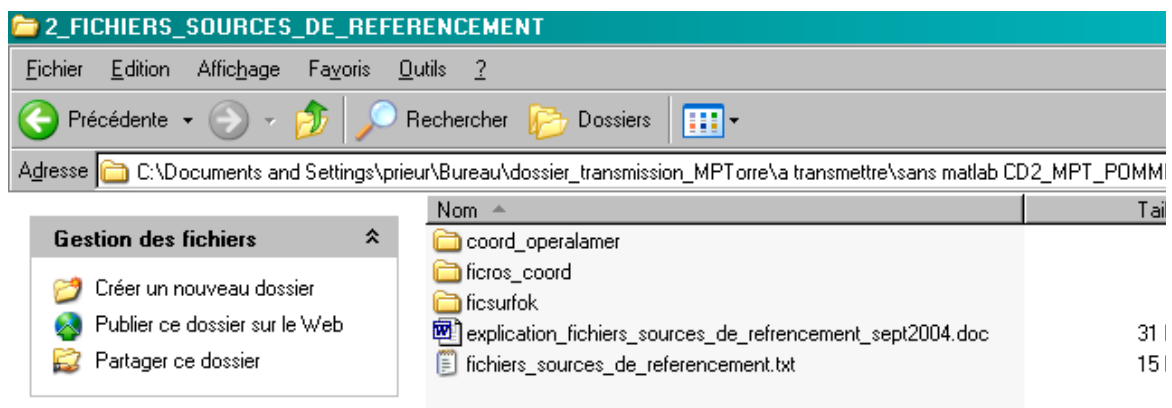 2_FICHIERS_SOURCES_DE_REFERENCEMENT
Fichier Edition Affichage Favoris Outils ?
Précédente Rechercher Dossiers
Adresse C:\Documents and Settings\prieur\Bureau\dossier_transmission_MPTorre\a transmettre\sans matlab CD2_MPT_POMM
Nom Tail
Gestion des fichiers
coord_operalamer
Créer un nouveau dossier
ficros_coord
ficsurfok
Publier ce dossier sur le Web
explication_fichiers_sources_de_refrencement_sept2004.doc 31
Partager ce dossier
fichiers_sources_de_referencement.txt 15